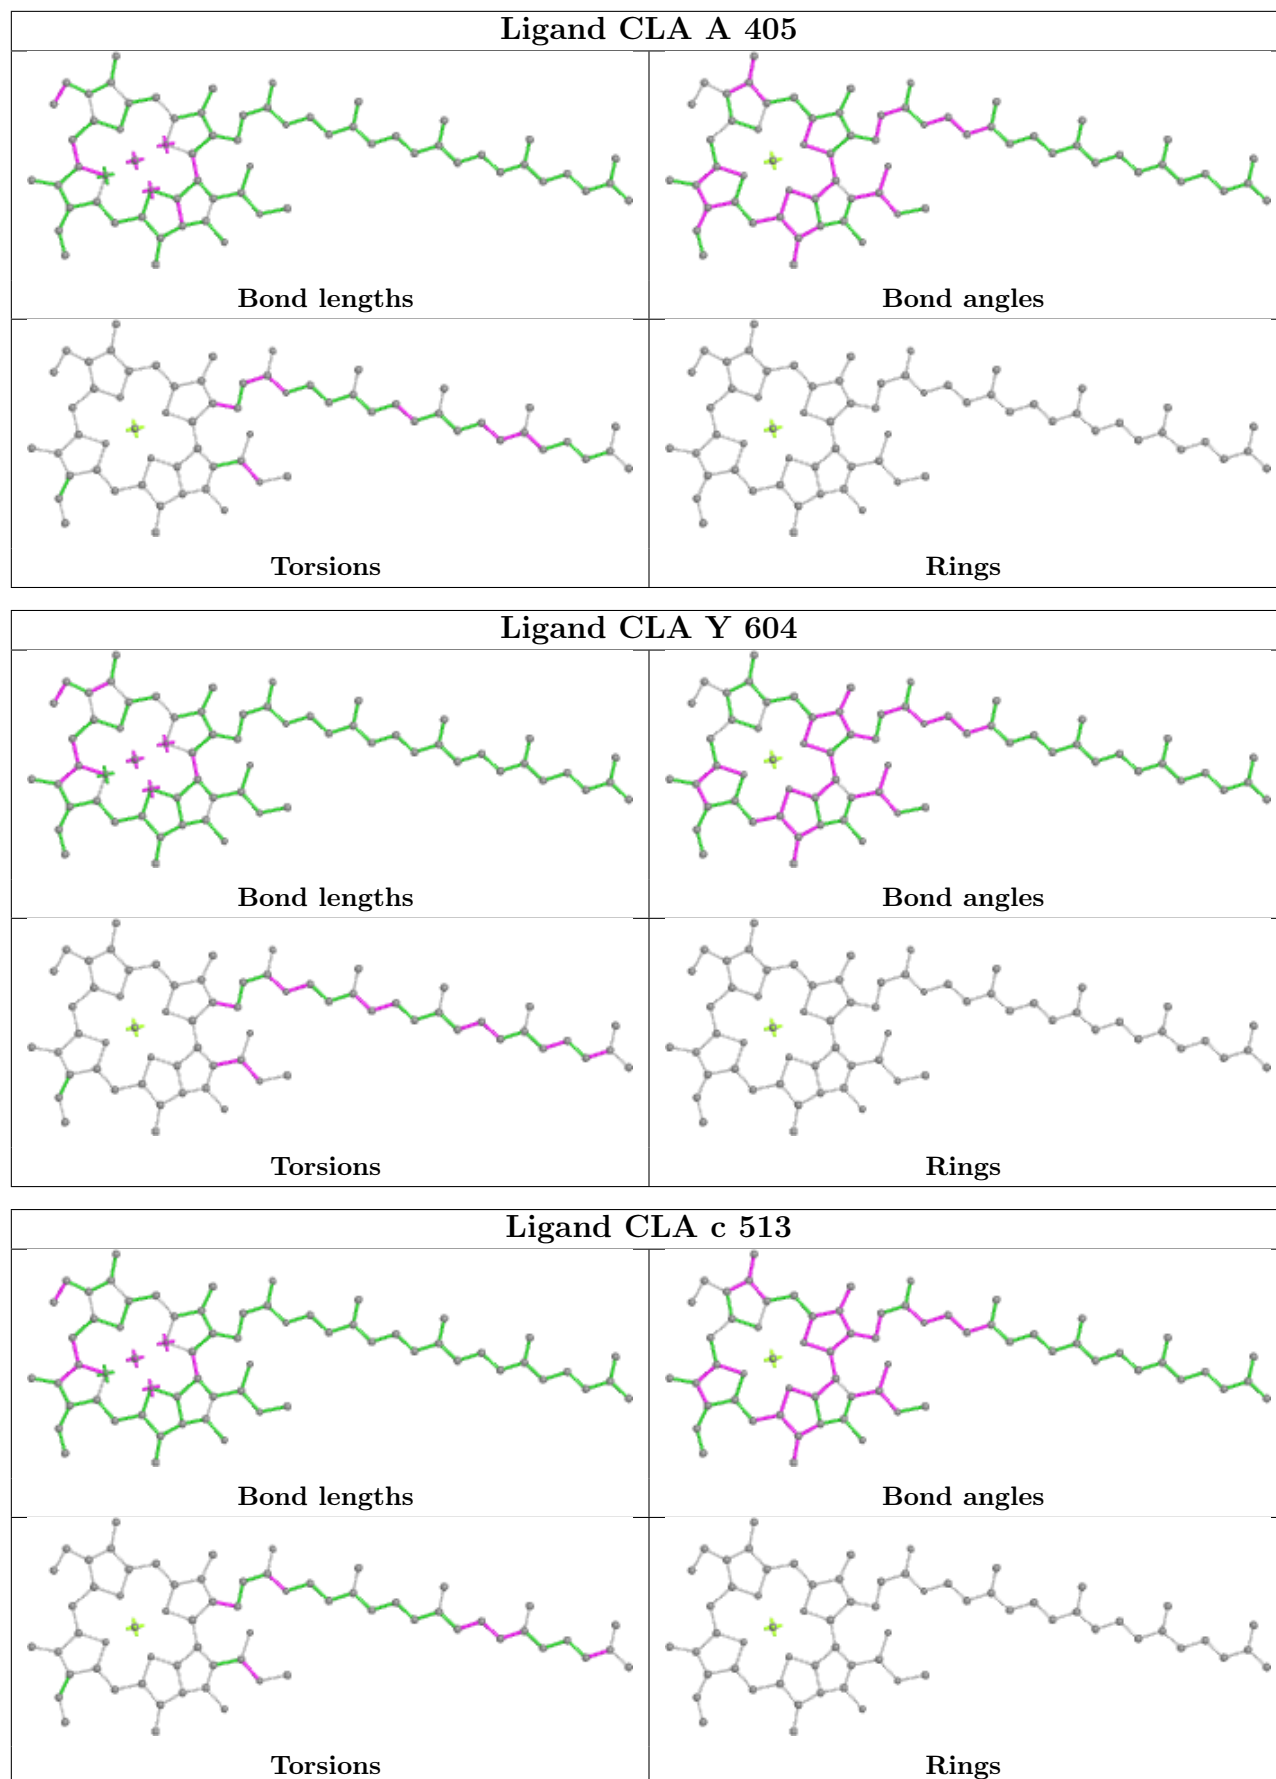 Ligand CLA A 405
Bond lengths
Bond angles
Torsions
Rings
Ligand CLA Y 604
Bond lengths
Bond angles
Torsions
Rings
Ligand CLA c 513
Bond lengths
Bond angles
Torsions
Rings